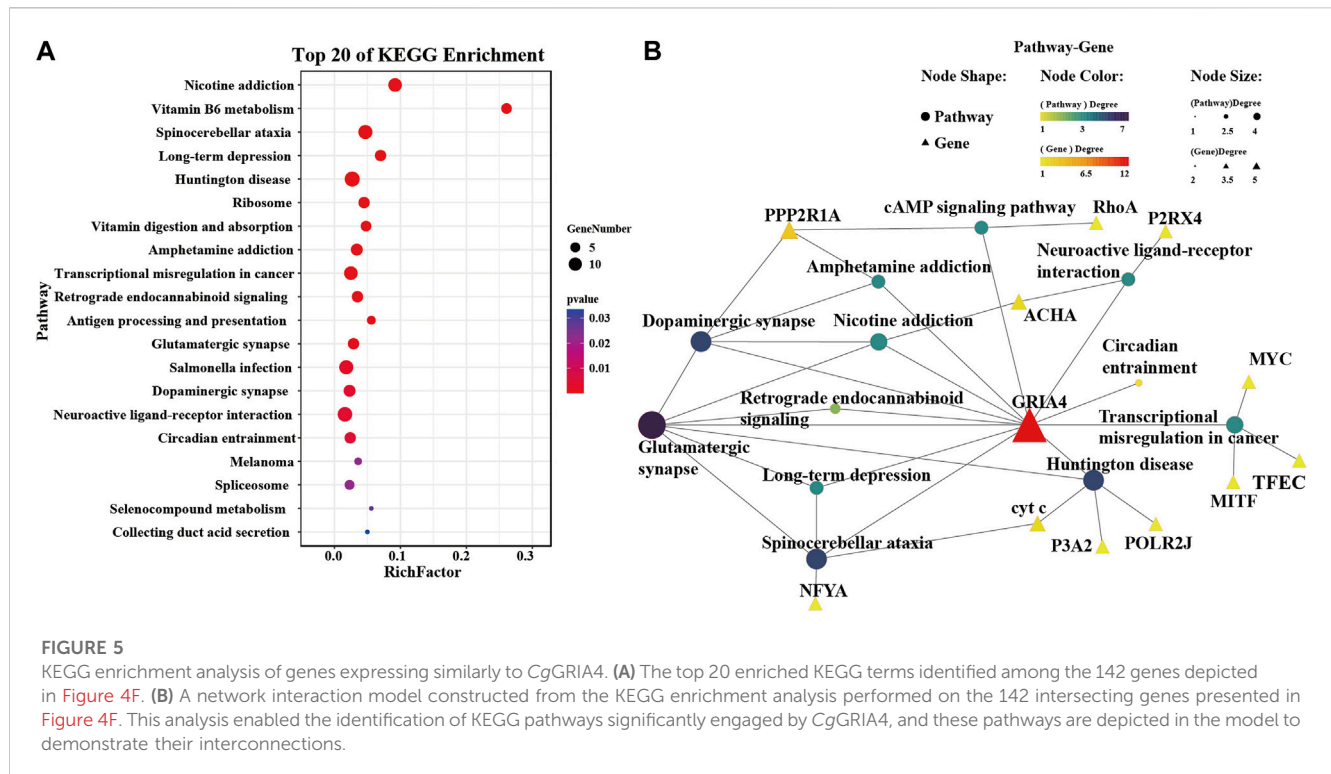 A
Top 20 of KEGG Enrichment
Pathway
Nicotine addiction
Vitamin B6 metabolism
Spinocerebellar ataxia
Long-term depression
Huntington disease
Ribosome
Vitamin digestion and absorption
Amphetamine addiction
Transcriptional misregulation in cancer
Retrograde endocannabinoid signaling
Antigen processing and presentation
Glutamatergic synapse
Salmonella infection
Dopaminergic synapse
Neuroactive ligand-receptor interaction
Circadian entrainment
Melanoma
Spliceosome
Selenocompound metabolism
Collecting duct acid secretion
0.0 0.1 0.2 0.3
RichFactor
GeneNumber
5
10
pvalue
0.03
0.02
0.01
B
Pathway-Gene
Node Shape: Node Color: Node Size:
Pathway
Gene
( Pathway ) Degree
1 3 7
( Gene ) Degree
1 6.5 12
(Pathway)Degree
1 2.5 4
(Gene)Degree
2 3.5 5
PPP2R1A
cAMP signaling pathway
RhoA
P2RX4
Neuroactive ligand-receptor
interaction
Amphetamine addiction
ACHA
Dopaminergic synapse
Nicotine addiction
Circadian
entrainment
MYC
Retrograde endocannabinoid
signaling
GRIA4
Transcriptional
misregulation in cancer
Glutamatergic
synapse
Huntington disease
Long-term depression
TFEC
MITF
cyt c
Spinocerebellar ataxia
P3A2
POLR2J
NFYA
FIGURE 5
KEGG enrichment analysis of genes expressing similarly to CgGRIA4. (A) The top 20 enriched KEGG terms identified among the 142 genes depicted
in Figure 4F. (B) A network interaction model constructed from the KEGG enrichment analysis performed on the 142 intersecting genes presented in
Figure 4F. This analysis enabled the identification of KEGG pathways significantly engaged by CgGRIA4, and these pathways are depicted in the model to
demonstrate their interconnections.